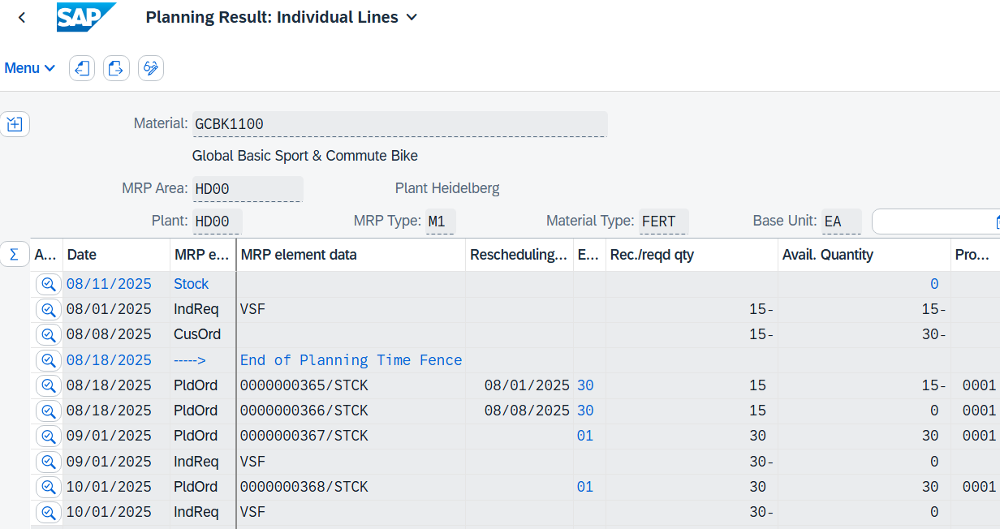 SAP Planning Result: Individual Lines
Menu
Material: GCBK1100
Global Basic Sport & Commute Bike
MRP Area: HD00 Plant Heidelberg
Plant: HD00 MRP Type: M1 Material Type: FERT Base Unit: EA
A... Date MRP e... MRP element data Rescheduling... E... Rec./reqd qty Avail. Quantity Pro...
08/11/2025 Stock 0
08/01/2025 IndReq VSF 15- 15-
08/08/2025 CusOrd 15- 30-
08/18/2025 -----> End of Planning Time Fence
08/18/2025 PldOrd 0000000365/STCK 08/01/2025 30 15 15- 0001
08/18/2025 PldOrd 0000000366/STCK 08/08/2025 30 15 0 0001
09/01/2025 PldOrd 0000000367/STCK 01 30 30 0001
09/01/2025 IndReq VSF 30- 0
10/01/2025 PldOrd 0000000368/STCK 01 30 30 0001
10/01/2025 IndReq VSF 30- 0